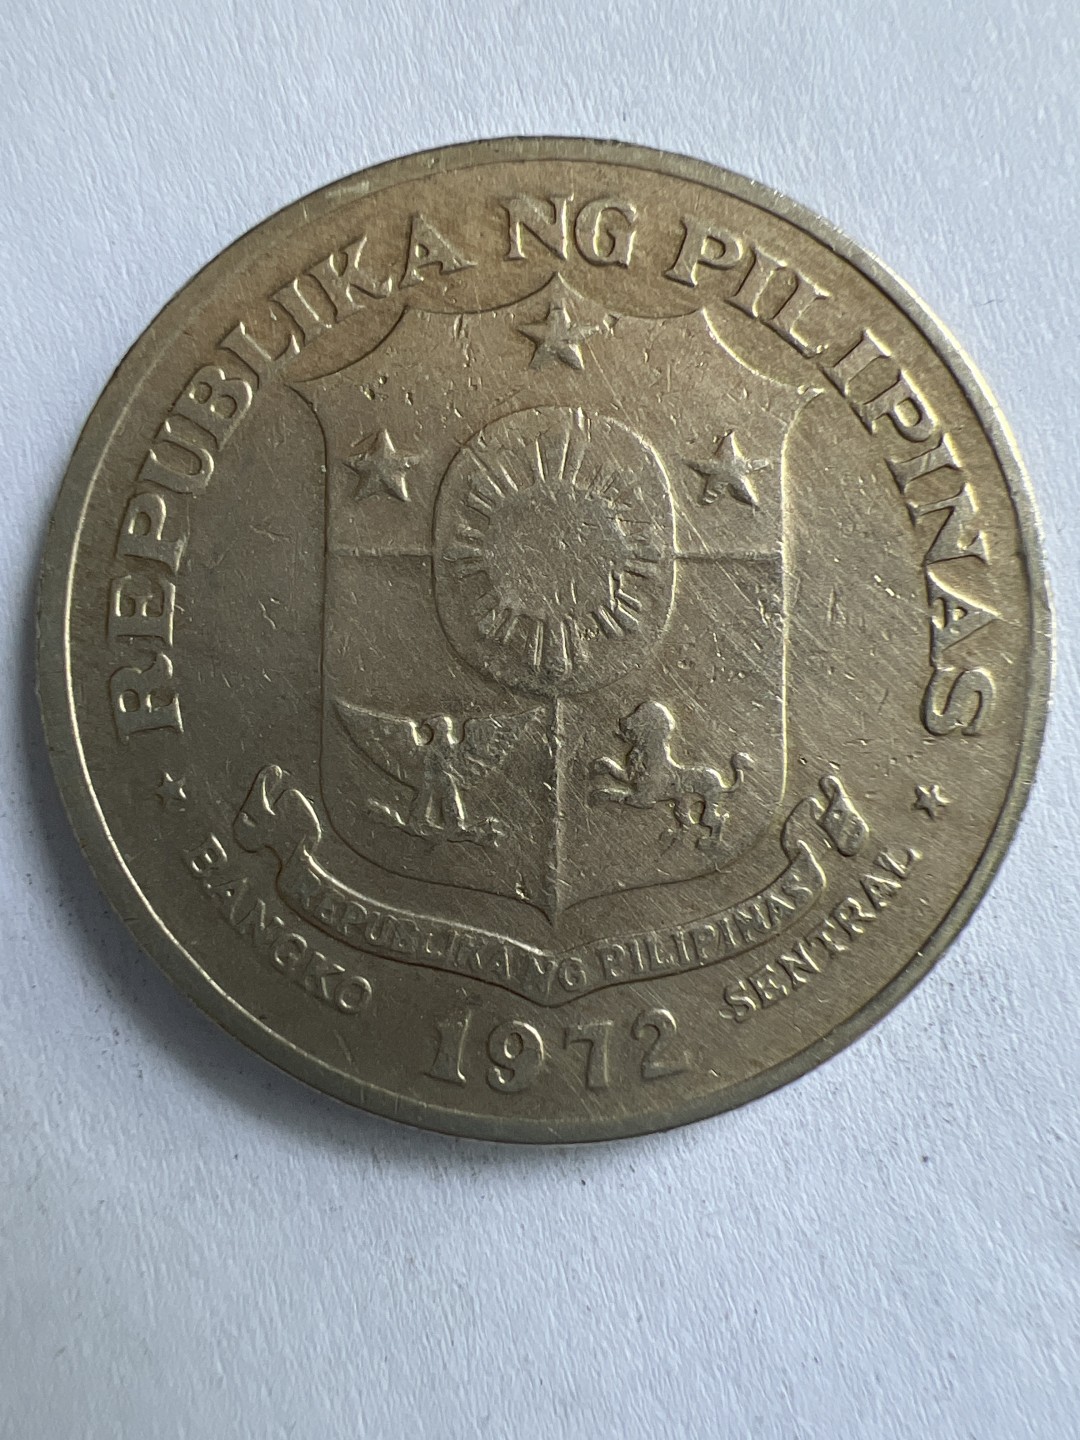 REPUBLIKA NG PILIPINAS
REPUBLIKA NG PILIPINAS
BANGKO SENTRAL
1972